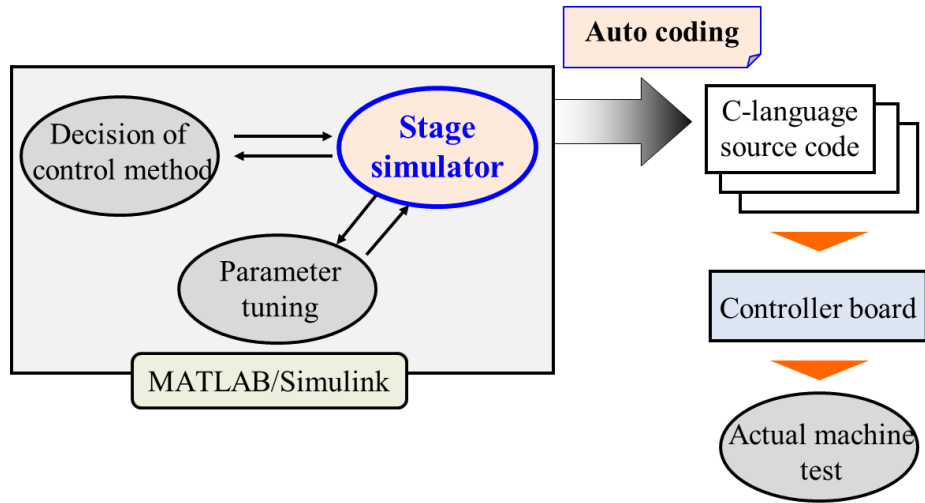 Auto coding
Decision of
control method
Stage
simulator
Parameter
tuning
MATLAB/Simulink
C-language
source code
Controller board
Actual machine
test